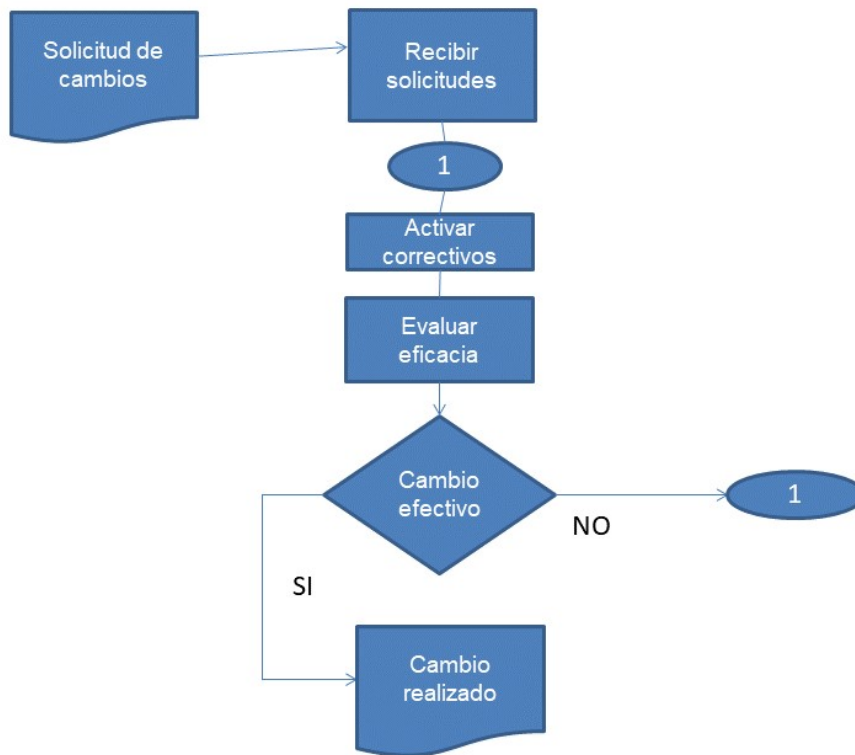 Solicitud de
cambios
Recibir
solicitudes
1
Activar
correctivos
Evaluar
eficacia
Cambio
efectivo
1
NO
SI
Cambio
realizado